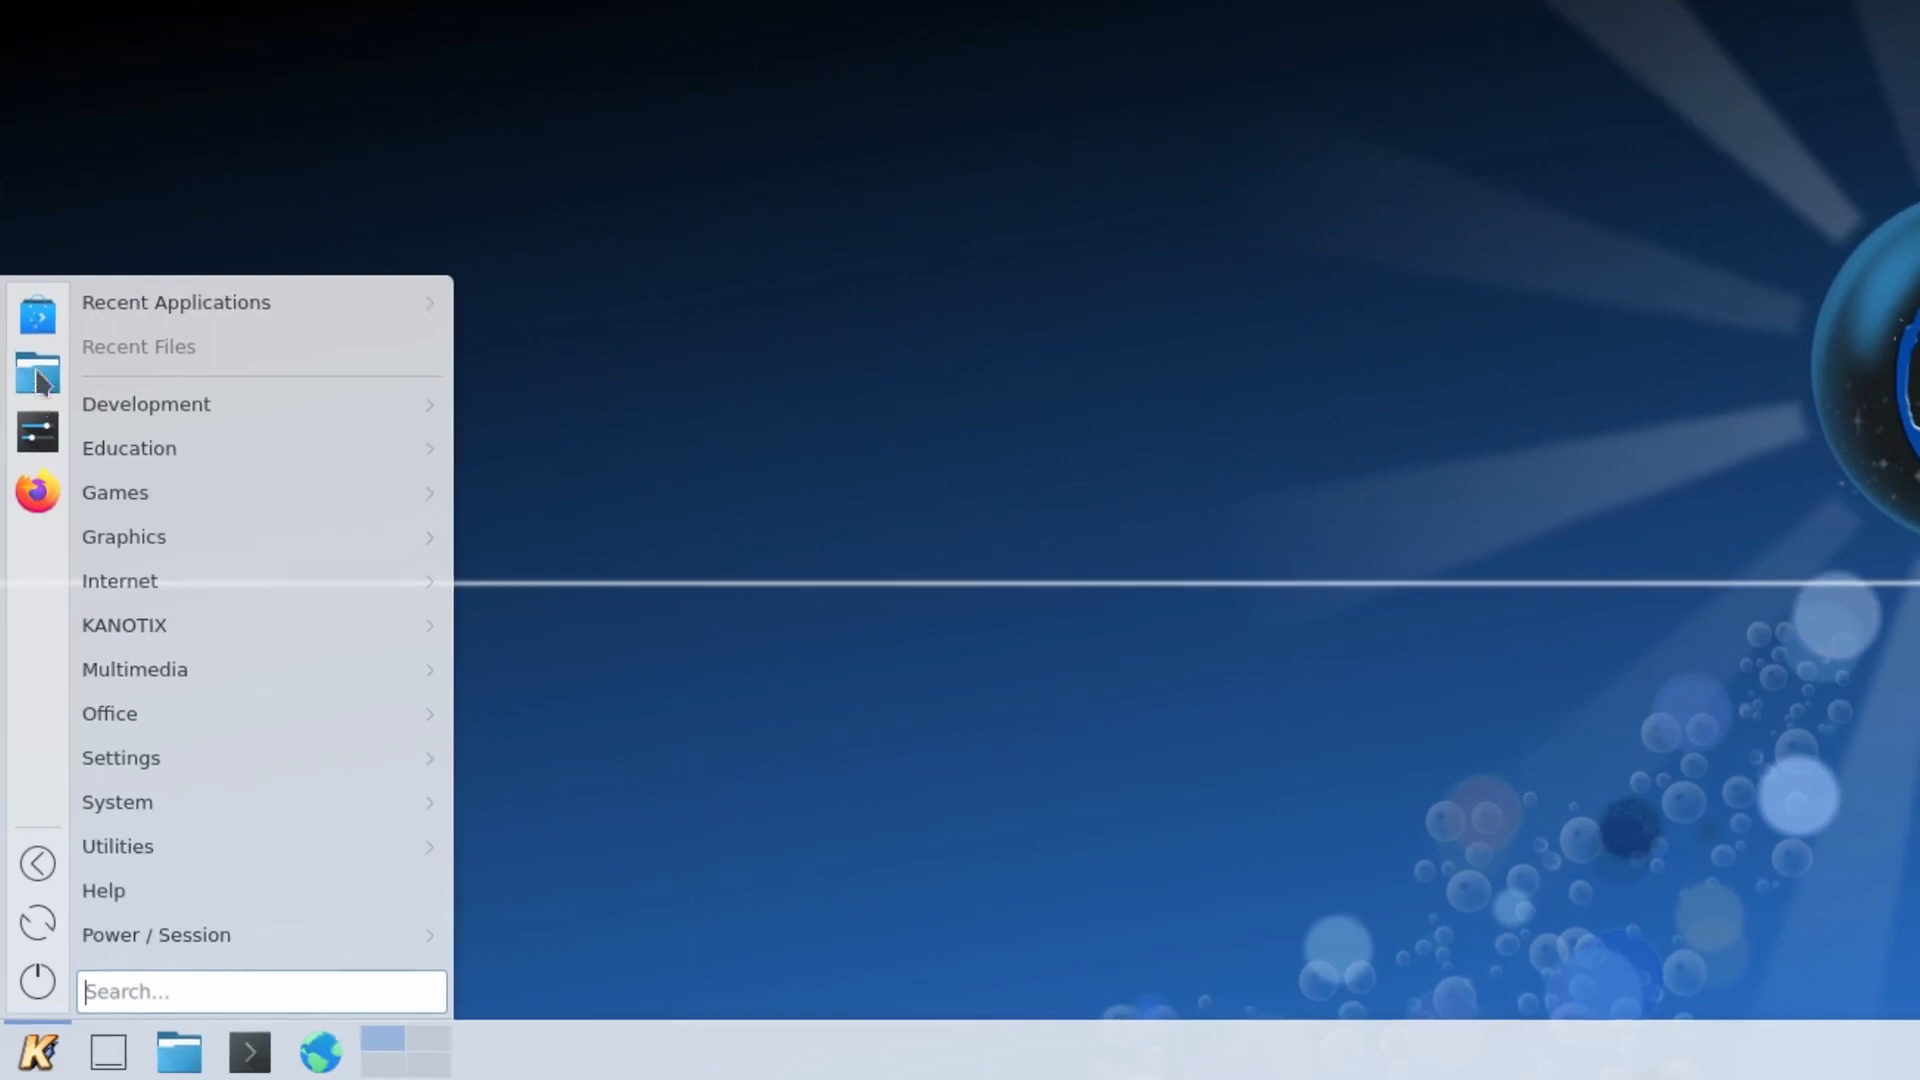 Recent Applications
Recent Files
Development
Education
Games
Graphics
Internet
KANOTIX
Multimedia
Office
Settings
System
Utilities
Help
Power / Session
Search...